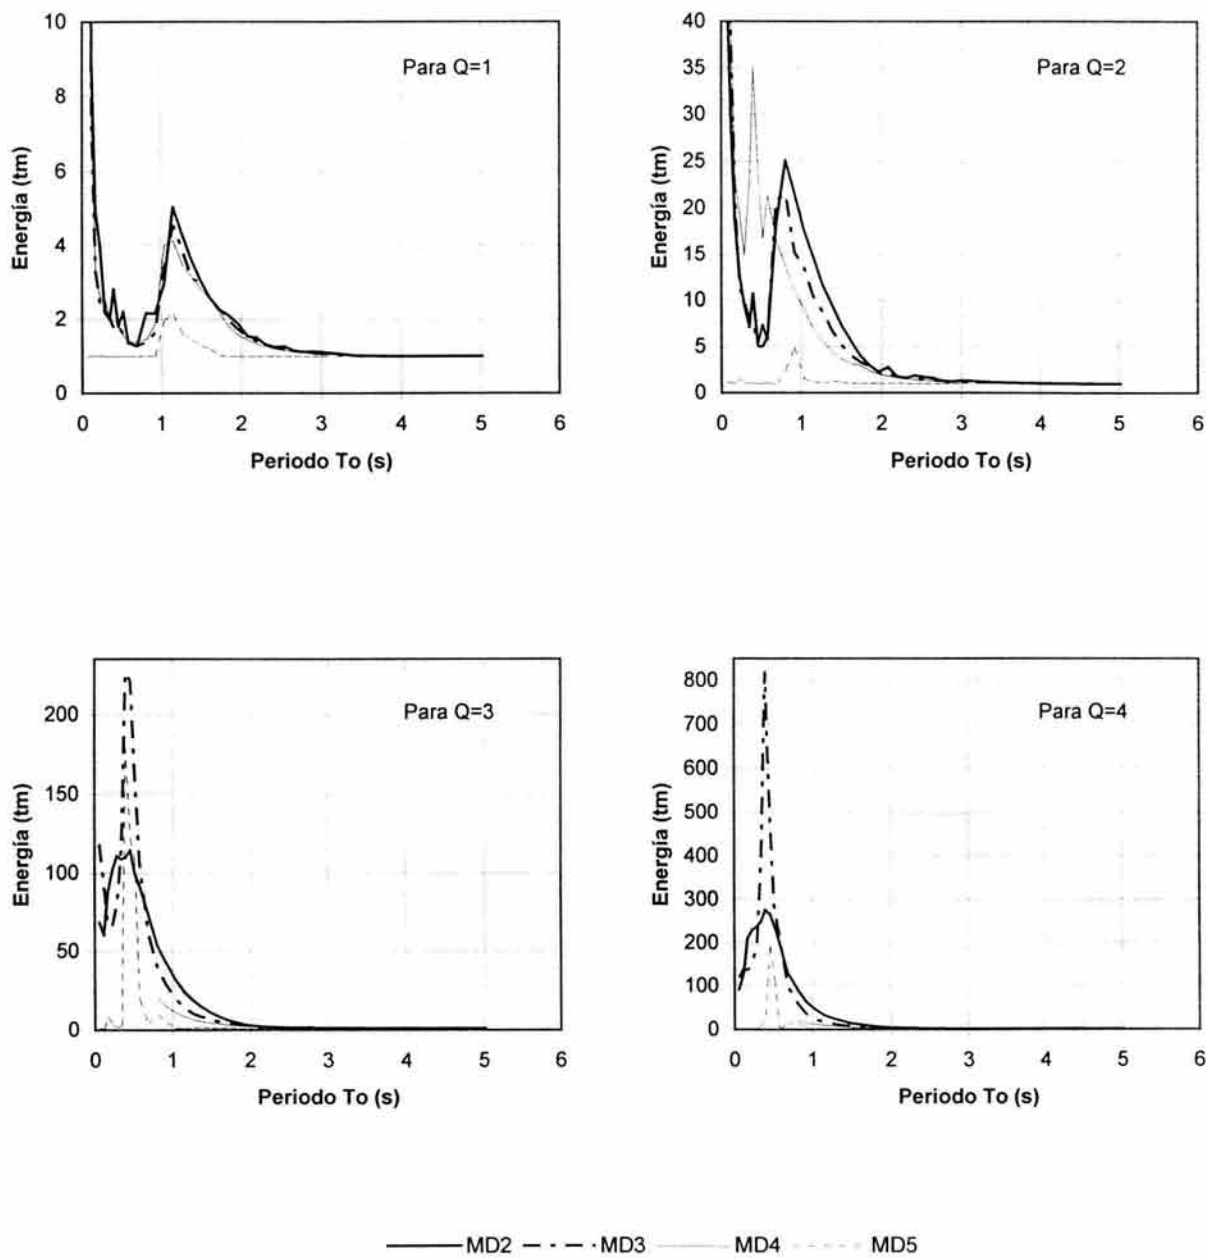 Para Q=1
Energía (tm)
10
8
6
4
2
0
0 1 2 3 4 5 6
Periodo To (s)
Para Q=2
Energía (tm)
40
35
30
25
20
15
10
5
0
0 1 2 3 4 5 6
Periodo To (s)
Para Q=3
Energía (tm)
200
150
100
50
0
0 1 2 3 4 5 6
Periodo To (s)
Para Q=4
Energía (tm)
800
700
600
500
400
300
200
100
0
0 1 2 3 4 5 6
Periodo To (s)
MD2 MD3 MD4 MD5